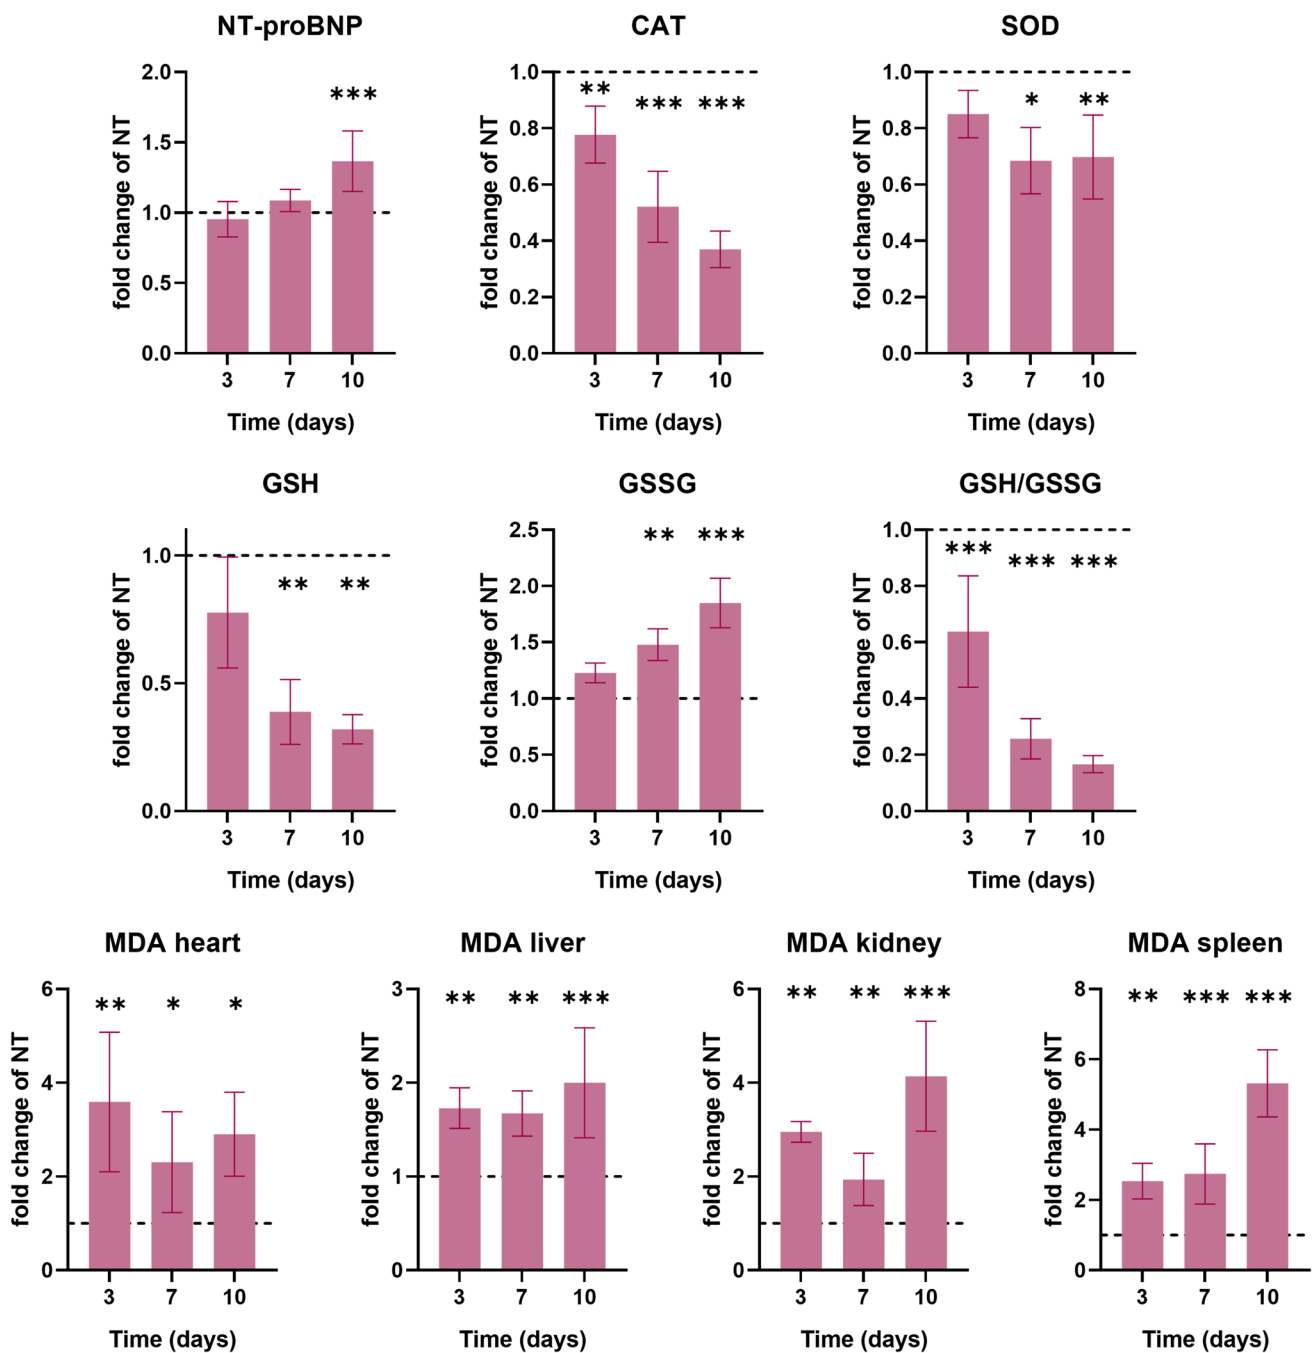 NT-proBNP
fold change of NT
2.0
***
1.5
1.0
0.5
0.0
3 7 10
Time (days)
CAT
fold change of NT
1.0
** *** ***
0.8
0.6
0.4
0.2
0.0
3 7 10
Time (days)
SOD
fold change of NT
1.0
* **
0.8
0.6
0.4
0.2
0.0
3 7 10
Time (days)
GSH
fold change of NT
1.0
** **
0.5
0.0
3 7 10
Time (days)
GSSG
fold change of NT
2.5
** ***
2.0
1.5
1.0
0.5
0.0
3 7 10
Time (days)
GSH/GSSG
fold change of NT
1.0
*** *** ***
0.8
0.6
0.4
0.2
0.0
3 7 10
Time (days)
MDA heart
fold change of NT
6
** * *
4
2
0
3 7 10
Time (days)
MDA liver
fold change of NT
3
** ** ***
2
1
0
3 7 10
Time (days)
MDA kidney
fold change of NT
6
** ** ***
4
2
0
3 7 10
Time (days)
MDA spleen
fold change of NT
8
** *** ***
6
4
2
0
3 7 10
Time (days)